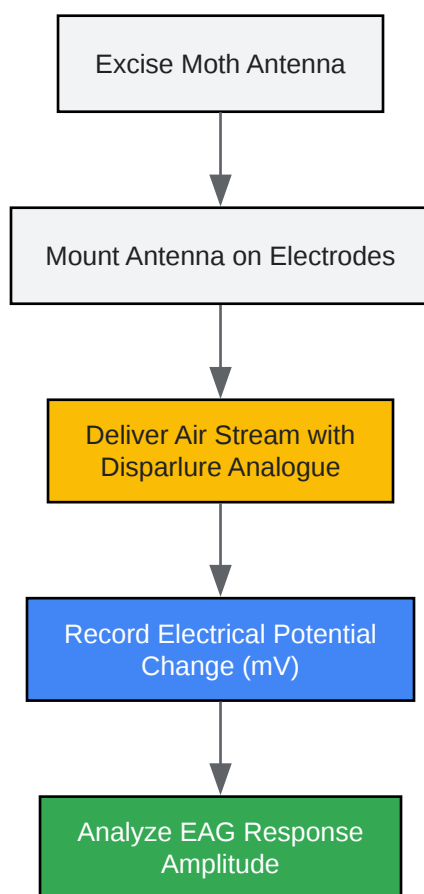 Excise Moth Antenna
Mount Antenna on Electrodes
Deliver Air Stream with
Disparlure Analogue
Record Electrical Potential
Change (mV)
Analyze EAG Response
Amplitude